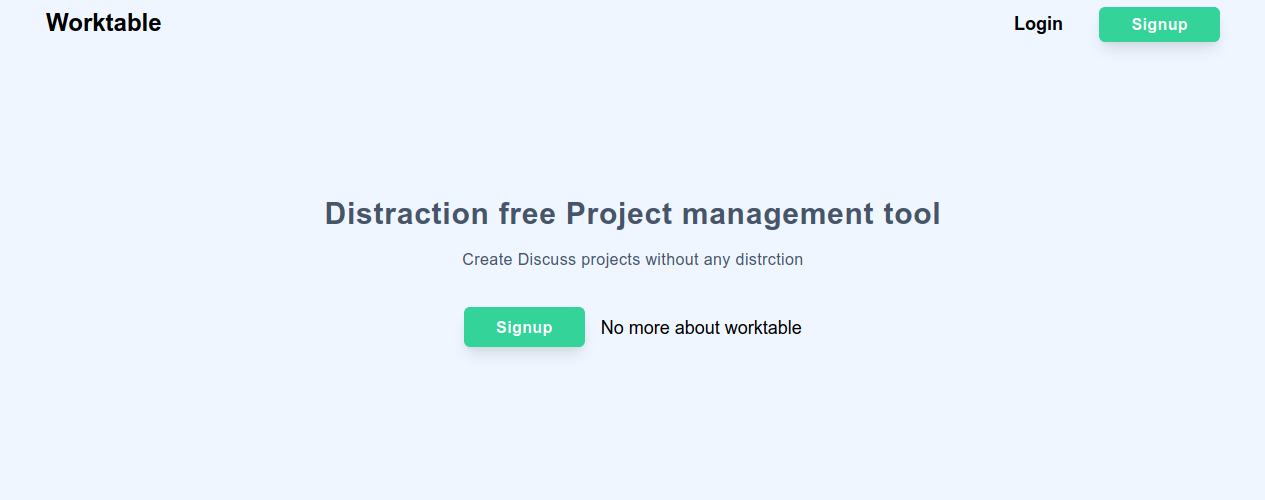 Worktable Login Signup
Distraction free Project management tool
Create Discuss projects without any distrction
Signup No more about worktable